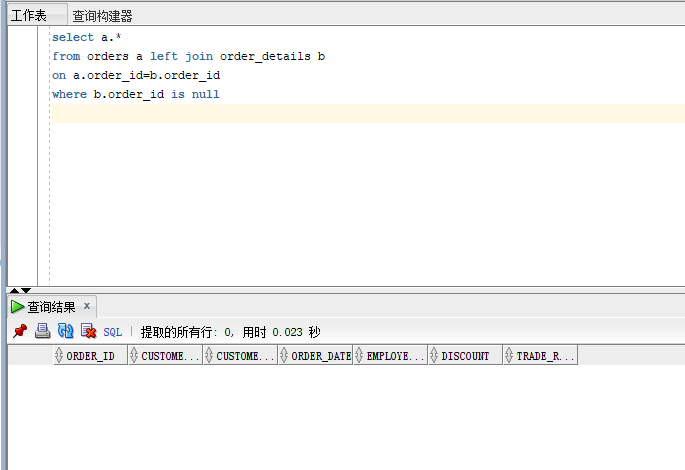 工作表 查询构建器
select a.*
from orders a left join order_details b
on a.order_id=b.order_id
where b.order_id is null
查询结果 x
SQL | 提取的所有行: 0, 用时 0.023 秒
ORDER_ID CUSTOME... CUSTOME... ORDER_DATE EMPLOYE... DISCOUNT TRADE_R...